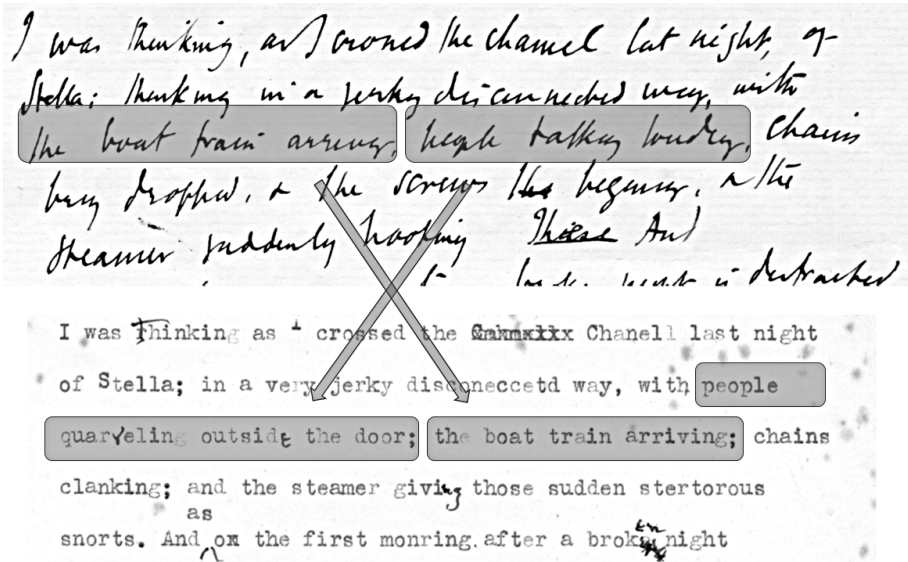 I was thinking, as I crossed the channel last night, of
Stella; thinking in a jerky disconnected way, with
the boat train arriving, people talking loudly, chains
being dropped, & the screws beginning, & the
steamer suddenly hooting And
is distracted
I was Thinking as I crossed the Chanell last night
of Stella; in a very jerky disconeccetd way, with people
quarreling outside the door; the boat train arriving; chains
clanking; and the steamer giving those sudden stertorous
as
snorts. And on the first monring after a broken night